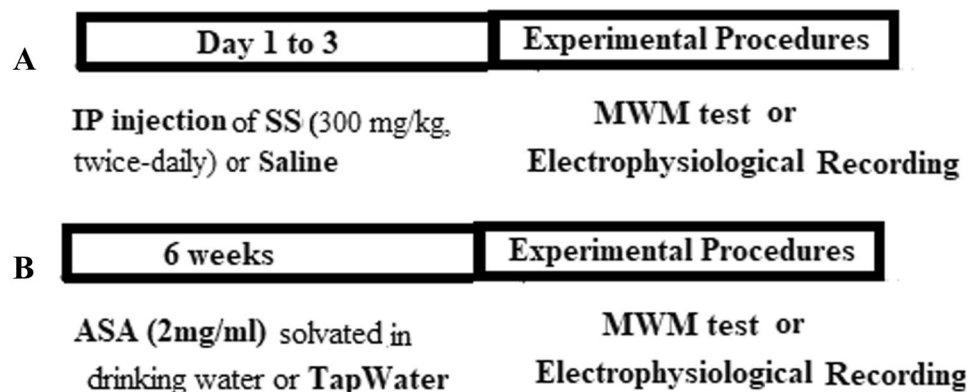 A
Day 1 to 3
Experimental Procedures
IP injection of SS (300 mg/kg,
twice-daily) or Saline
MWM test or
Electrophysiological Recording
B
6 weeks
Experimental Procedures
ASA (2mg/ml) solvated in
drinking water or TapWater
MWM test or
Electrophysiological Recording